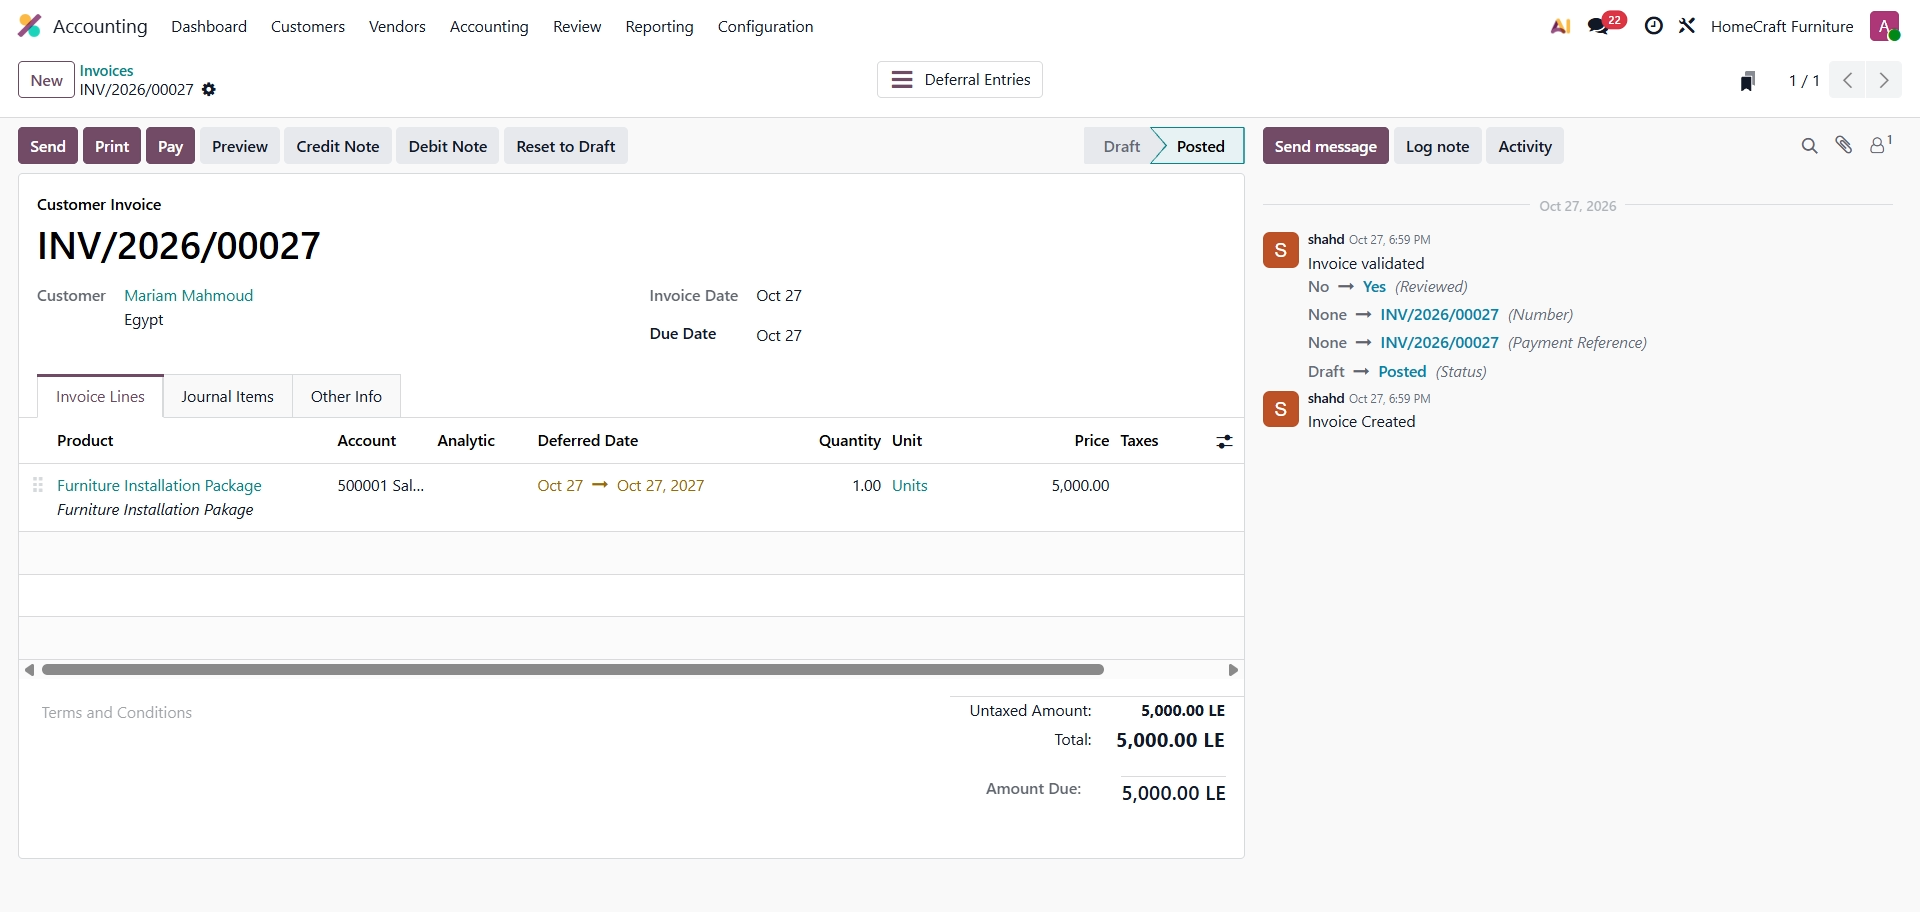 Accounting Dashboard Customers Vendors Accounting Review Reporting Configuration AI 22 HomeCraft Furniture A
New Invoices
INV/2026/00027
Deferral Entries
1 / 1
Send Print Pay Preview Credit Note Debit Note Reset to Draft Draft Posted
Customer Invoice
INV/2026/00027
Customer Mariam Mahmoud Invoice Date Oct 27
Egypt
Due Date Oct 27
Invoice Lines Journal Items Other Info
Product Account Analytic Deferred Date Quantity Unit Price Taxes
Furniture Installation Package 500001 Sal... Oct 27 → Oct 27, 2027 1.00 Units 5,000.00
Furniture Installation Pakage
Terms and Conditions
Untaxed Amount: 5,000.00 LE
Total: 5,000.00 LE
Amount Due: 5,000.00 LE
Send message Log note Activity 1
Oct 27, 2026
S shahd Oct 27, 6:59 PM
Invoice validated
No → Yes (Reviewed)
None → INV/2026/00027 (Number)
None → INV/2026/00027 (Payment Reference)
Draft → Posted (Status)
S shahd Oct 27, 6:59 PM
Invoice Created